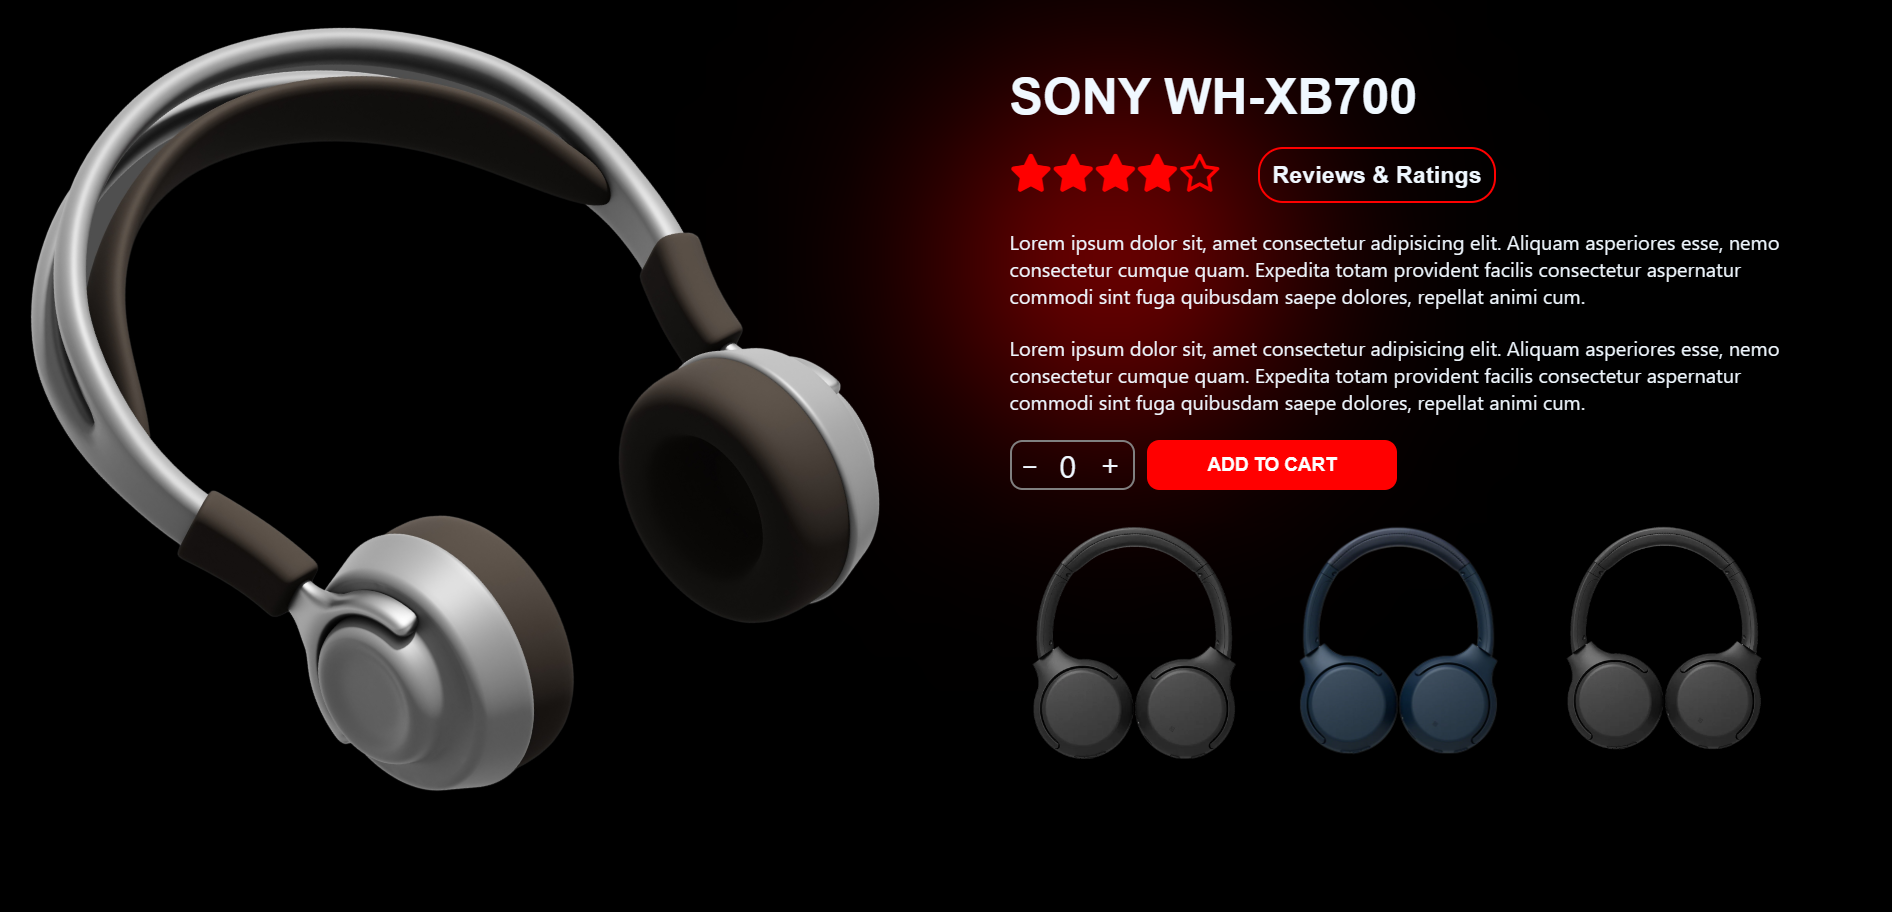 SONY WH-XB700
Reviews & Ratings
Lorem ipsum dolor sit, amet consectetur adipisicing elit. Aliquam asperiores esse, nemo
consectetur cumque quam. Expedita totam provident facilis consectetur aspernatur
commodi sint fuga quibusdam saepe dolores, repellat animi cum.
Lorem ipsum dolor sit, amet consectetur adipisicing elit. Aliquam asperiores esse, nemo
consectetur cumque quam. Expedita totam provident facilis consectetur aspernatur
commodi sint fuga quibusdam saepe dolores, repellat animi cum.
− 0 +
ADD TO CART